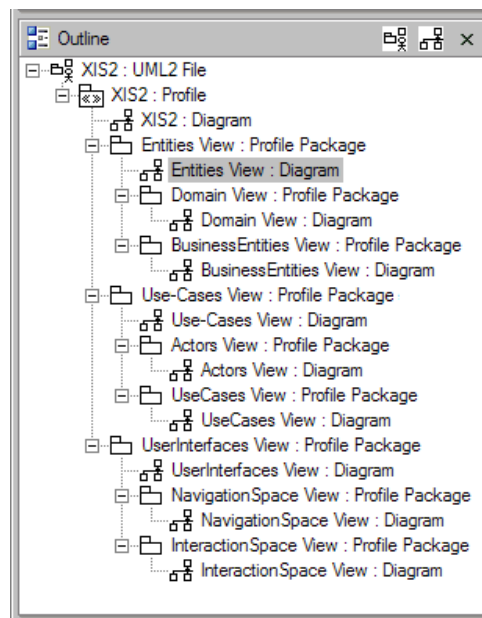 Outline
XIS2 : UML2 File
«» XIS2 : Profile
XIS2 : Diagram
Entities View : Profile Package
Entities View : Diagram
Domain View : Profile Package
Domain View : Diagram
BusinessEntities View : Profile Package
BusinessEntities View : Diagram
Use-Cases View : Profile Package
Use-Cases View : Diagram
Actors View : Profile Package
Actors View : Diagram
UseCases View : Profile Package
UseCases View : Diagram
UserInterfaces View : Profile Package
UserInterfaces View : Diagram
NavigationSpace View : Profile Package
NavigationSpace View : Diagram
InteractionSpace View : Profile Package
InteractionSpace View : Diagram